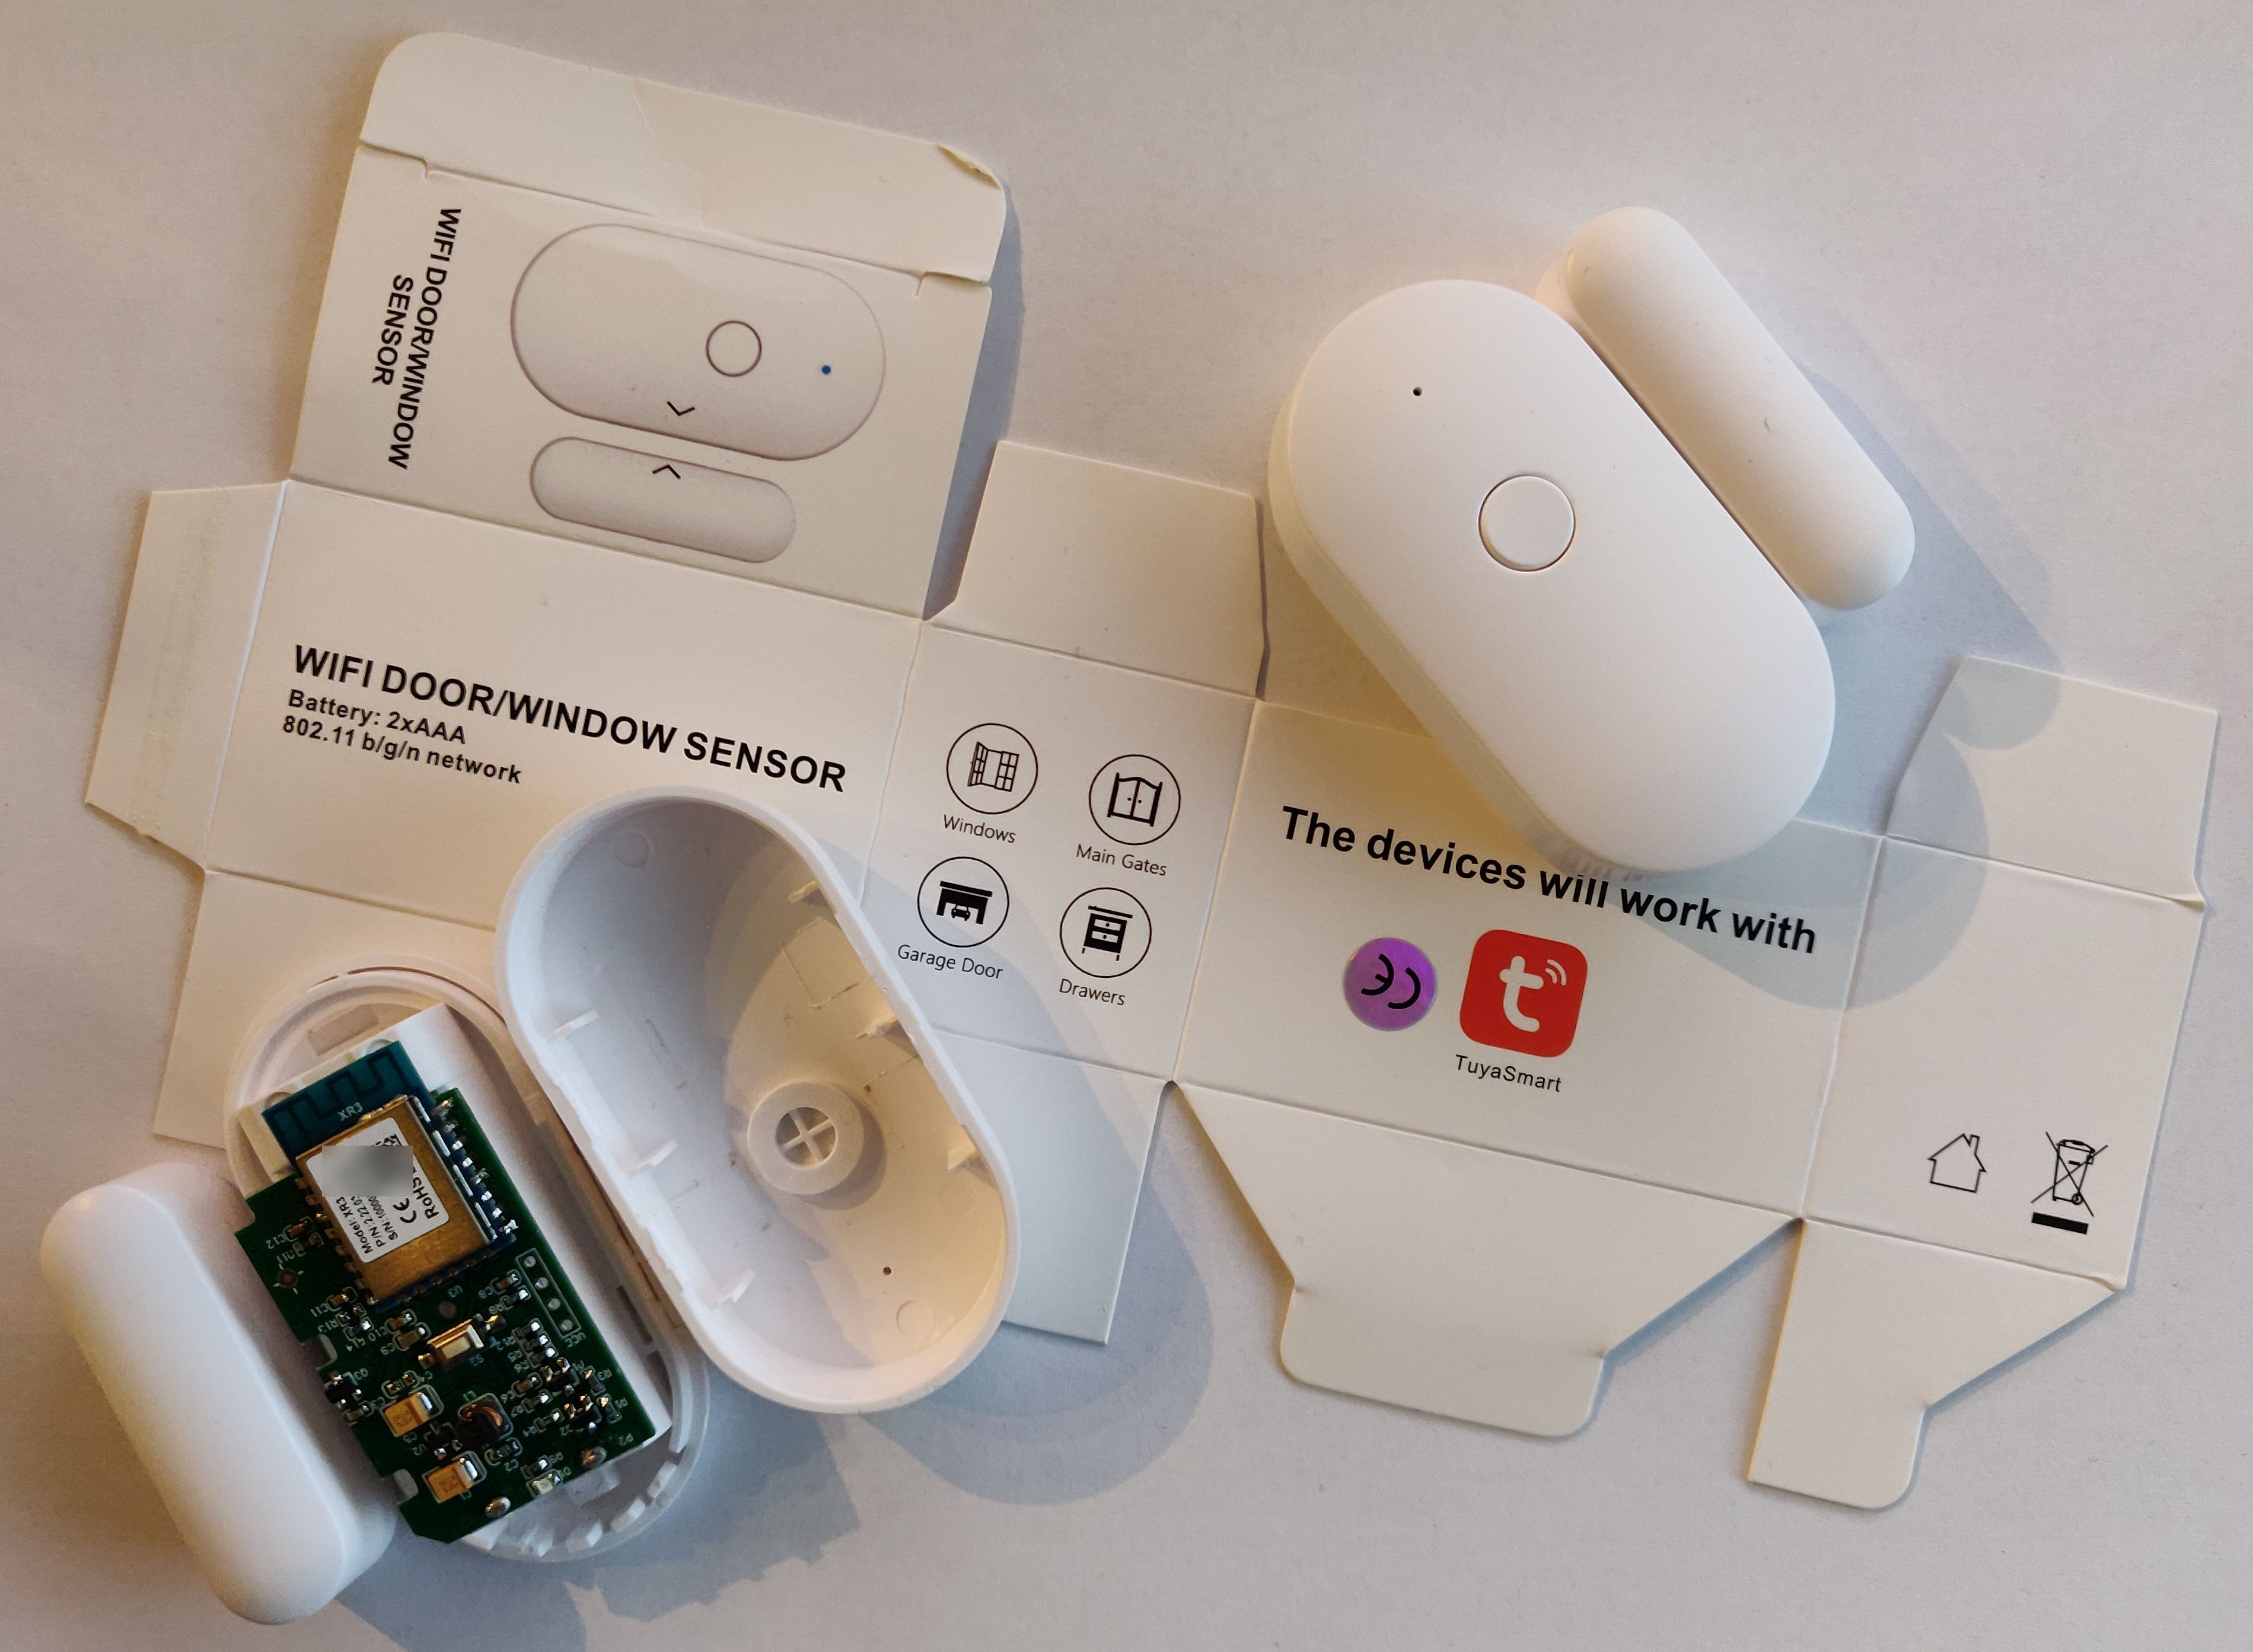 WIFI DOOR/WINDOW
SENSOR
WIFI DOOR/WINDOW SENSOR
Battery: 2xAAA
802.11 b/g/n network
Windows
Main Gates
Garage Door
Drawers
The devices will work with
TuyaSmart
XR3
Model: XR3
CE
RoHS